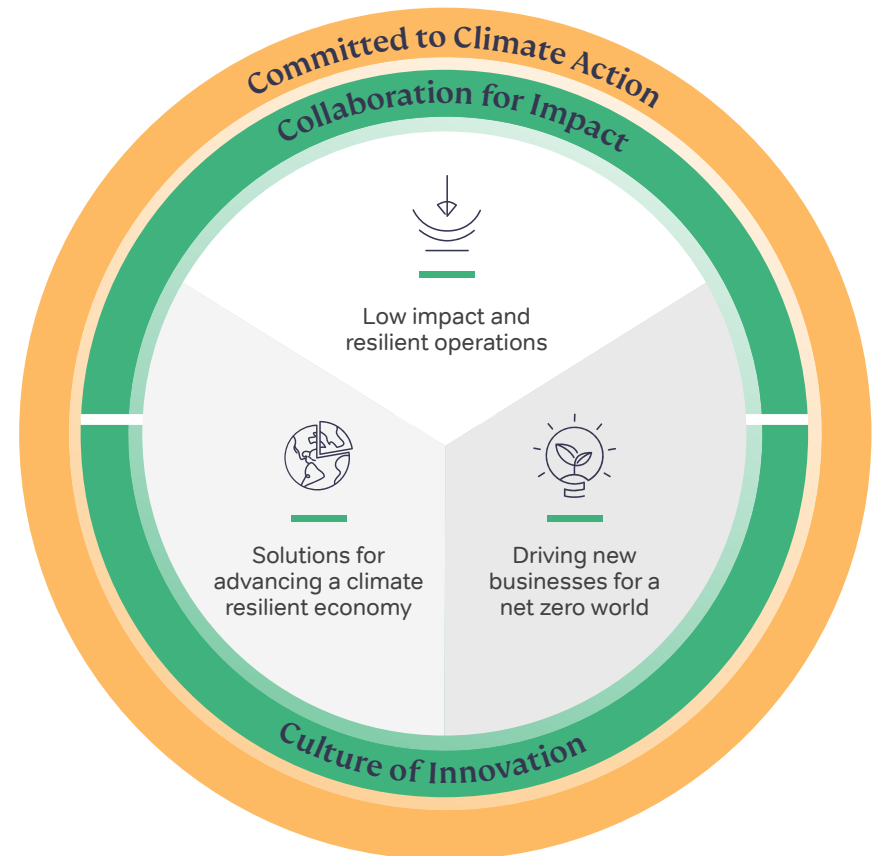 Committed to Climate Action
Collaboration for Impact
Low impact and
resilient operations
Solutions for
advancing a climate
resilient economy
Driving new
businesses for a
net zero world
Culture of Innovation